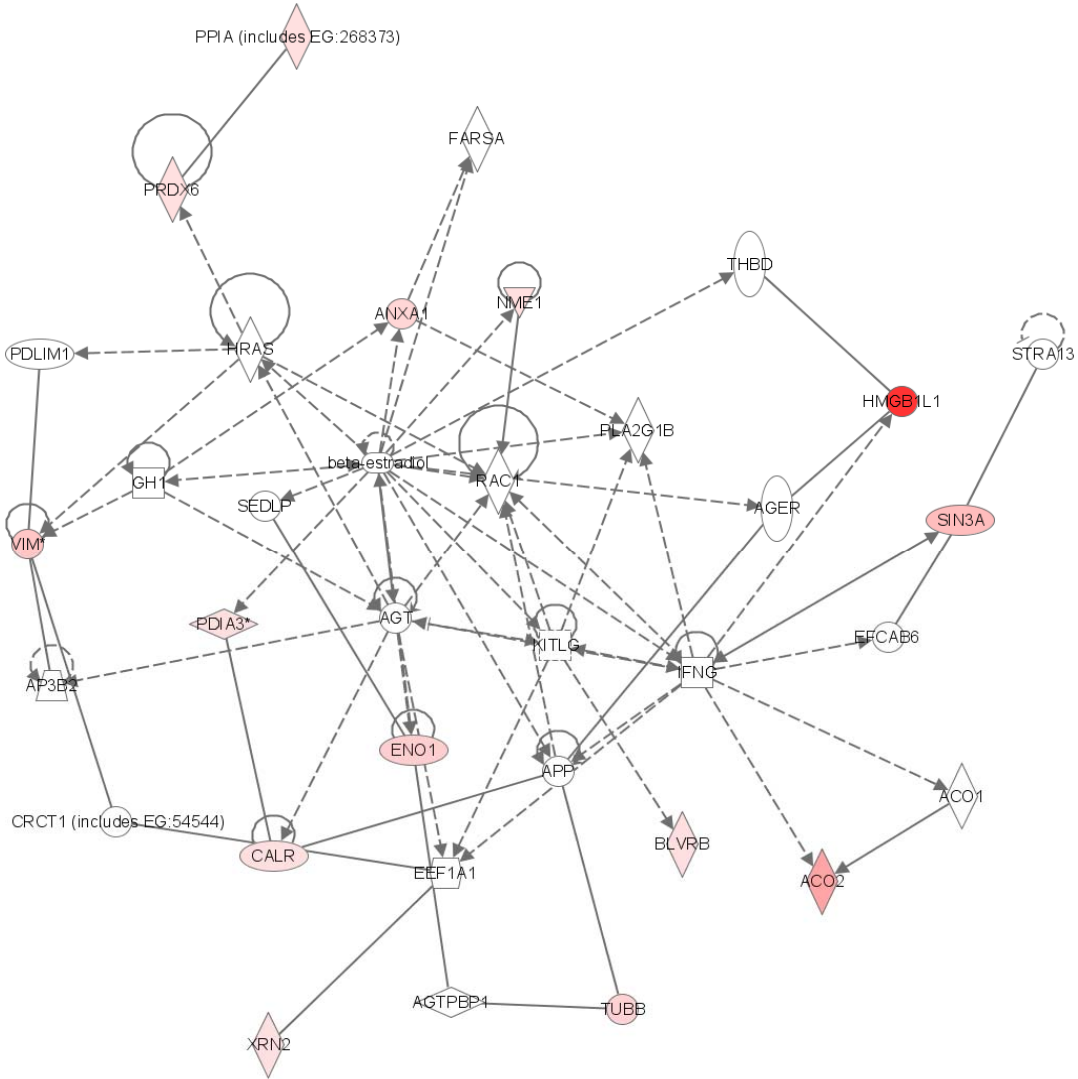 PPIA (includes EG:268373)
FARSA
PRDX6
THBD
NME1
ANXA1
HRAS
PDLIM1
STRA13
HMGB1L1
PLA2G1B
beta-estradiol
GH1
RAC1
SEDLP
AGER
SIN3A
VIM*
PDIA3*
AGT
EFCAB6
KITLG
IFNG
AP3B2
ENO1
APP
ACO1
CRCT1 (includes EG:54544)
BLVRB
CALR
EEF1A1
ACO2
AGTPBP1
TUBB
XRN2